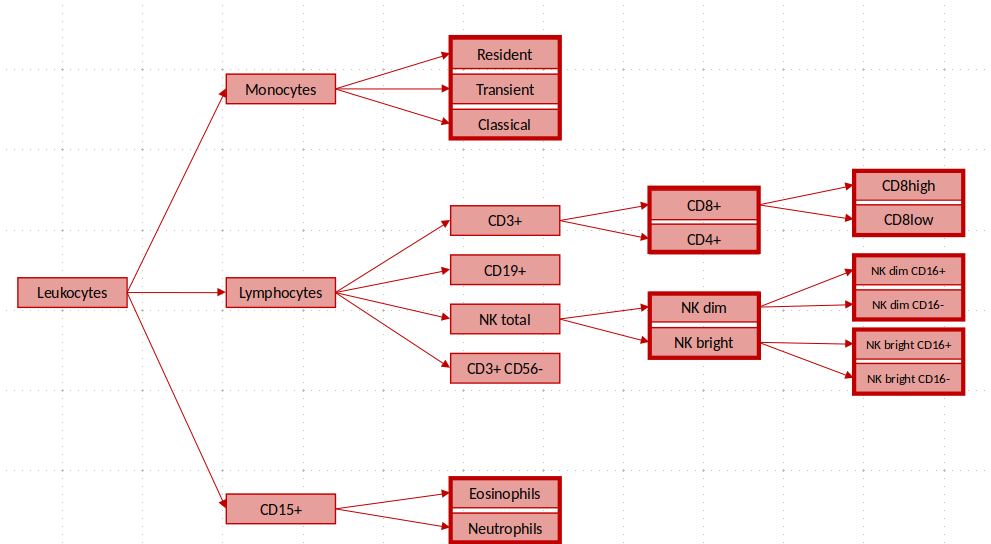 Resident
Monocytes
Transient
Classical
CD8high
CD8+
CD3+
CD8low
CD4+
CD19+
NK dim CD16+
Leukocytes
Lymphocytes
NK dim CD16-
NK total
NK dim
NK bright
NK bright CD16+
CD3+ CD56-
NK bright CD16-
Eosinophils
CD15+
Neutrophils